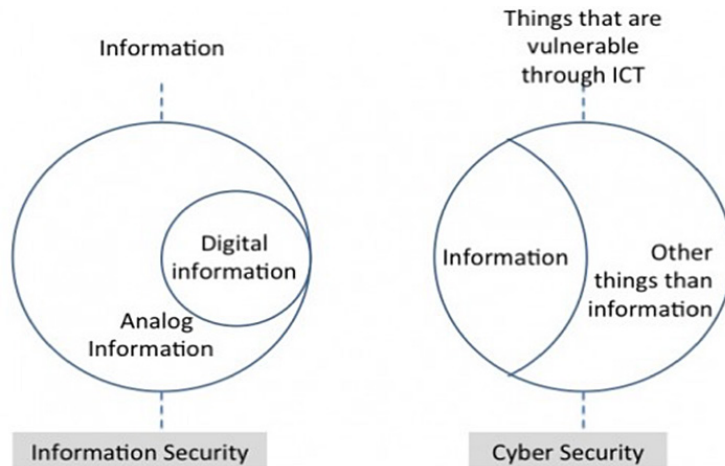 Information
Digital
information
Analog
Information
Information Security
Things that are
vulnerable
through ICT
Information
Other
things than
information
Cyber Security